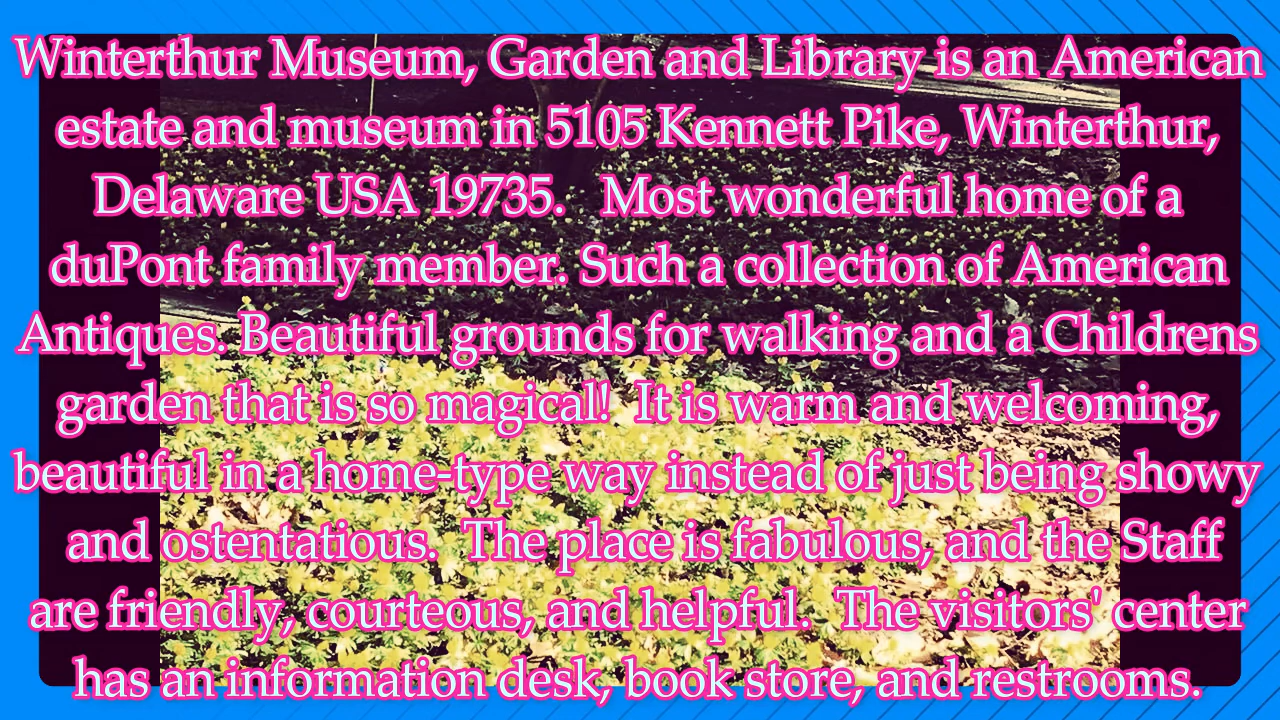 Winterthur Museum, Garden and Library is an American
estate and museum in 5105 Kennett Pike, Winterthur,
Delaware USA 19735.   Most wonderful home of a
duPont family member. Such a collection of American
Antiques. Beautiful grounds for walking and a Childrens
garden that is so magical!  It is warm and welcoming,
beautiful in a home-type way instead of just being showy
and ostentatious.  The place is fabulous, and the Staff
are friendly, courteous, and helpful.  The visitors' center
has an information desk, book store, and restrooms.